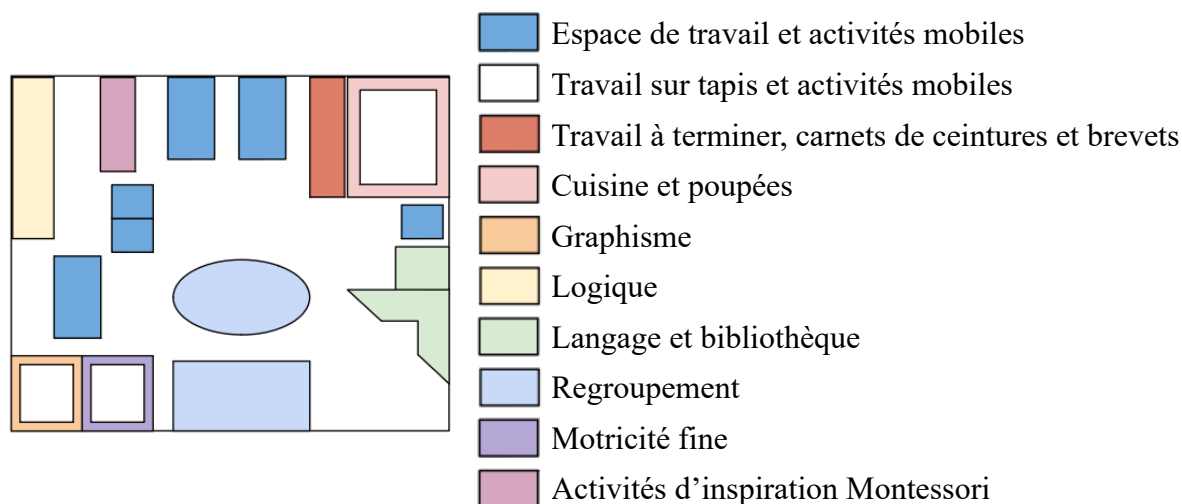 Espace de travail et activités mobiles
Travail sur tapis et activités mobiles
Travail à terminer, carnets de ceintures et brevets
Cuisine et poupées
Graphisme
Logique
Langage et bibliothèque
Regroupement
Motricité fine
Activités d’inspiration Montessori